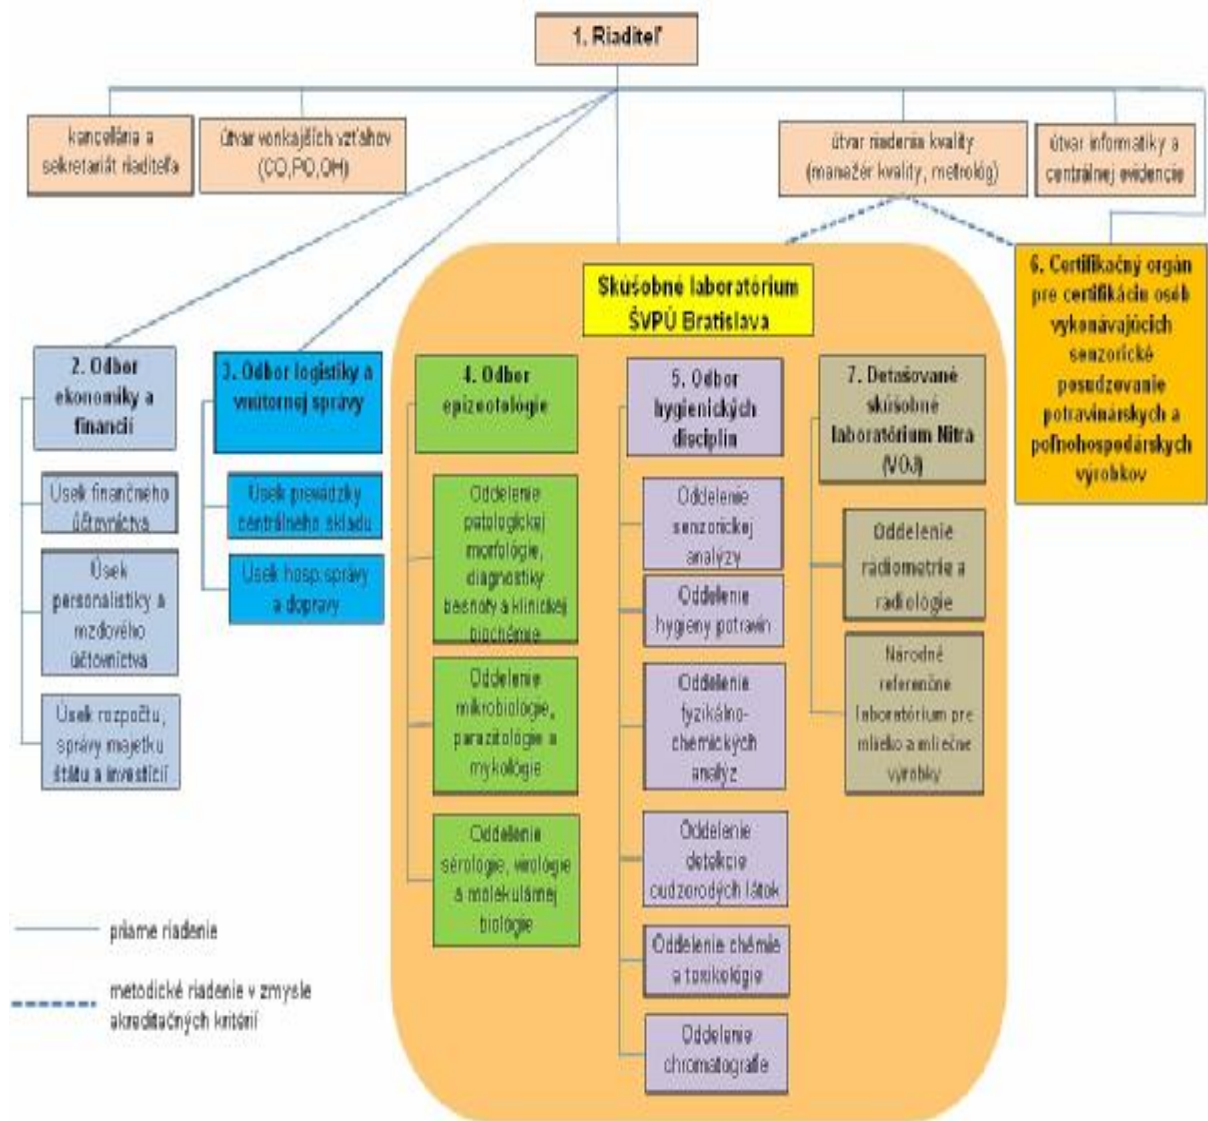 1. Riaditeľ
kancelária a
sekretariát riaditeľa
útvar vonkajších vzťahov
(CO,PO,OH)
útvar riadenia kvality
(manažér kvality, metrológ)
útvar informatiky a
centrálnej evidencie
Skúšobné laboratórium
ŠVPÚ Bratislava
6. Certifikačný orgán
pre certifikáciu osôb
vykonávajúcich
senzorické
posudzovanie
potravinárskych a
poľnohospodárskych
výrobkov
2. Odbor
ekonomiky a
financií
Úsek finančného
účtovníctva
Úsek
personalistiky a
mzdového
účtovníctva
Úsek rozpočtu,
správy majetku
štátu a investícií
3. Odbor logistiky a
vnútornej správy
Úsek prevádzky
centrálneho skladu
Úsek hosp.správy
a dopravy
4. Odbor
epizootológie
Oddelenie
patologickej
morfológie,
diagnostiky
besnoty a klinickej
biochémie
Oddelenie
mikrobiológie,
parazitológie a
mykológie
Oddelenie
sérologie, virológie
a molekulárnej
biológie
5. Odbor
hygienických
disciplín
Oddelenie
senzorickej
analýzy
Oddelenie
hygieny potravín
Oddelenie
fyzikálno-
chemických
analýz
Oddelenie
detekcie
cudzorodých látok
Oddelenie chémie
a toxikológie
Oddelenie
chromatografie
7. Detašované
skúšobné
laboratórium Nitra
(VOJ)
Oddelenie
rádiometrie a
radiológie
Národné
referenčné
laboratórium pre
mlieko a mliečne
výrobky
priame riadenie
metodické riadenie v zmysle
akreditačných kritérií